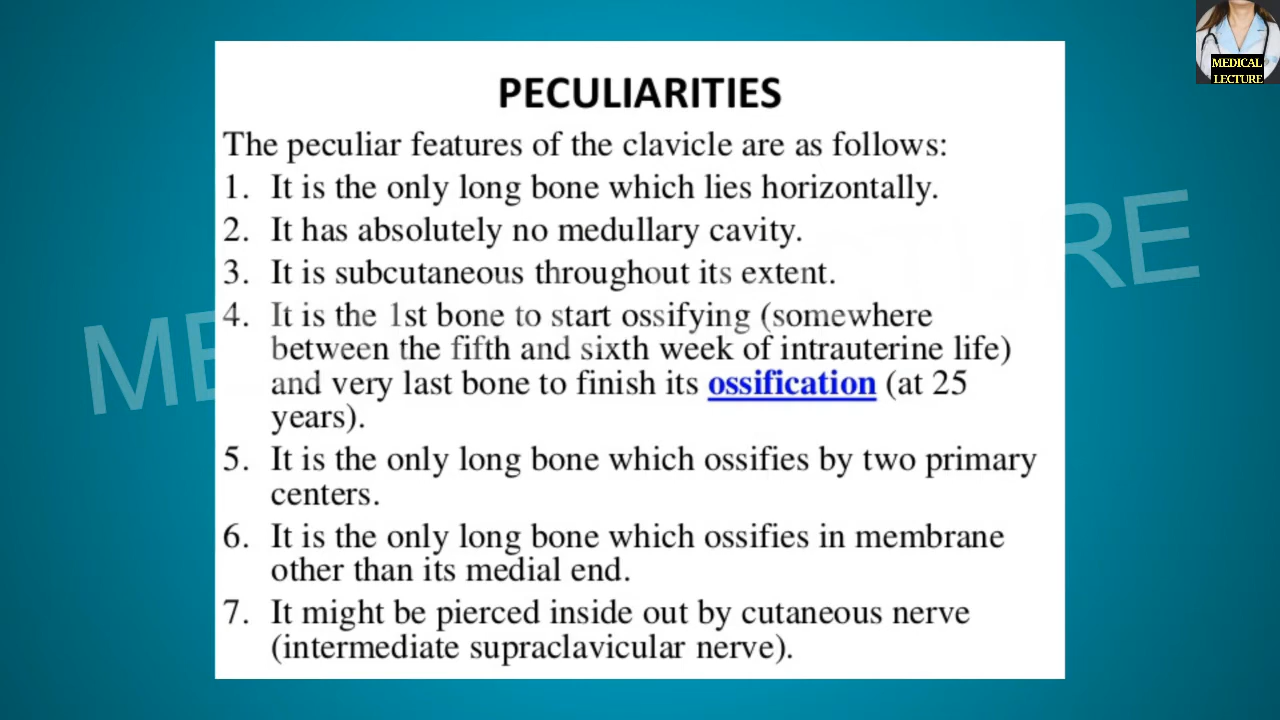 MEDICAL
LECTURE
PECULIARITIES
The peculiar features of the clavicle are as follows:
1. It is the only long bone which lies horizontally.
2. It has absolutely no medullary cavity.
3. It is subcutaneous throughout its extent.
4. It is the 1st bone to start ossifying (somewhere
between the fifth and sixth week of intrauterine life)
and very last bone to finish its ossification (at 25
years).
5. It is the only long bone which ossifies by two primary
centers.
6. It is the only long bone which ossifies in membrane
other than its medial end.
7. It might be pierced inside out by cutaneous nerve
(intermediate supraclavicular nerve).